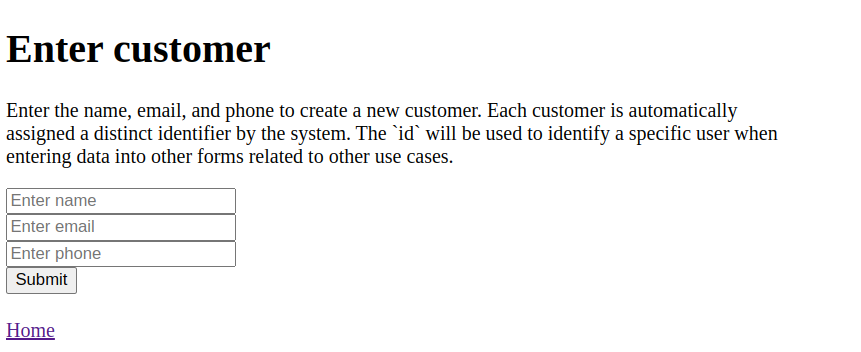 Enter customer
Enter the name, email, and phone to create a new customer. Each customer is automatically
assigned a distinct identifier by the system. The `id` will be used to identify a specific user when
entering data into other forms related to other use cases.
Enter name
Enter email
Enter phone
Submit
Home